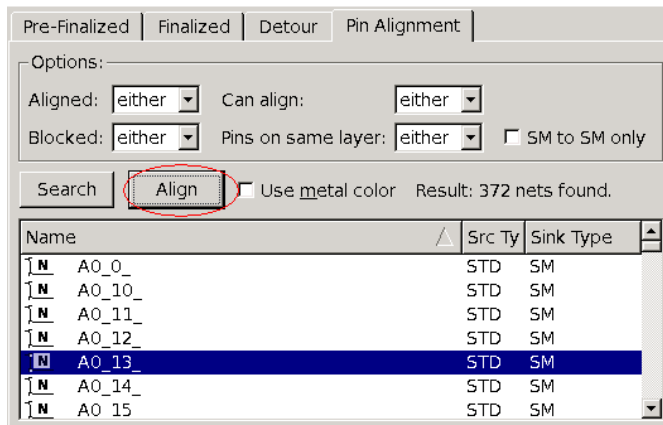 Pre-Finalized Finalized Detour Pin Alignment
Options:
Aligned: either Can align: either
Blocked: either Pins on same layer: either SM to SM only
Search Align Use metal color Result: 372 nets found.
Name Src Ty Sink Type
N A0_0_ STD SM
N A0_10_ STD SM
N A0_11_ STD SM
N A0_12_ STD SM
N A0_13_ STD SM
N A0_14_ STD SM
N A0_15 STD SM